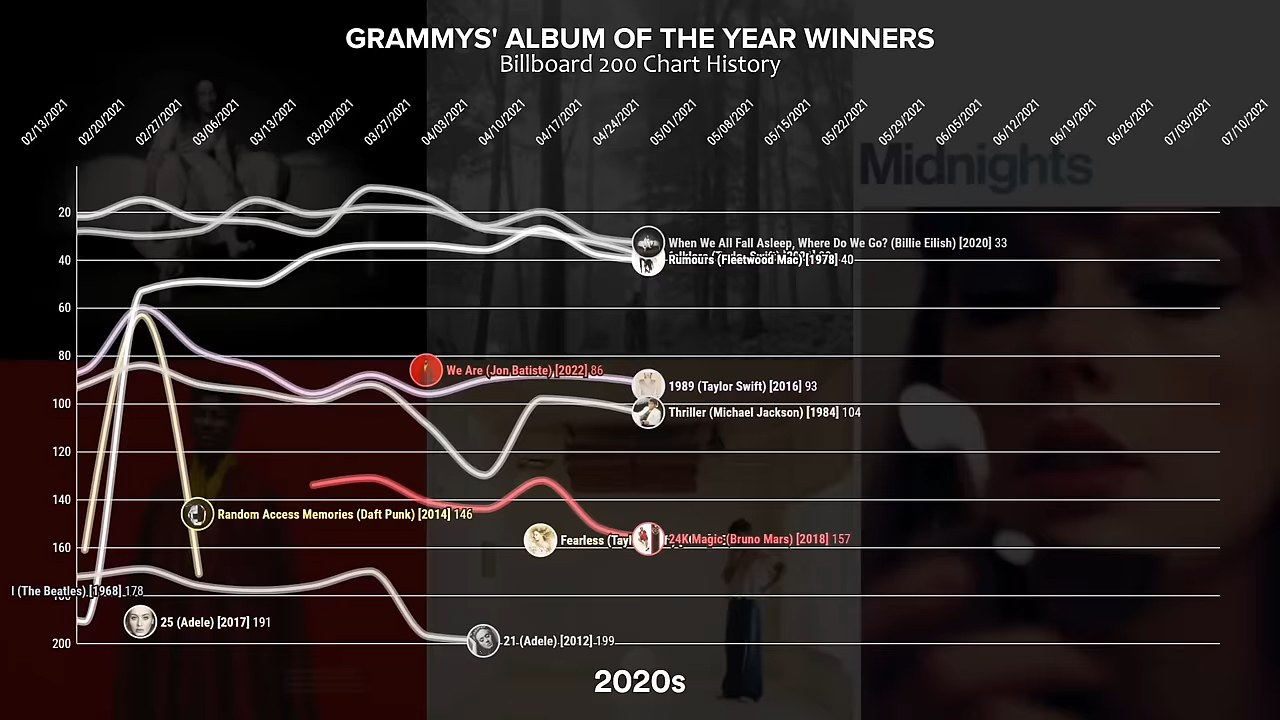 GRAMMYS' ALBUM OF THE YEAR WINNERS
Billboard 200 Chart History
02/13/2021 02/20/2021 02/27/2021 03/06/2021 03/13/2021 03/20/2021 03/27/2021 04/03/2021 04/10/2021 04/17/2021 04/24/2021 05/01/2021 05/08/2021 05/15/2021 05/22/2021 05/29/2021 06/05/2021 06/12/2021 06/19/2021 06/26/2021 07/03/2021 07/10/2021
Midnights
20
When We All Fall Asleep, Where Do We Go? (Billie Eilish) [2020] 33
40
Rumours (Fleetwood Mac) [1978] 40
60
80
We Are (Jon Batiste) [2022] 86
1989 (Taylor Swift) [2016] 93
100
Thriller (Michael Jackson) [1984] 104
120
140
Random Access Memories (Daft Punk) [2014] 146
Fearless
24K Magic (Bruno Mars) [2018] 157
160
(The Beatles) [1968] 178
180
25 (Adele) [2017] 191
21 (Adele) [2012] 199
200
2020s